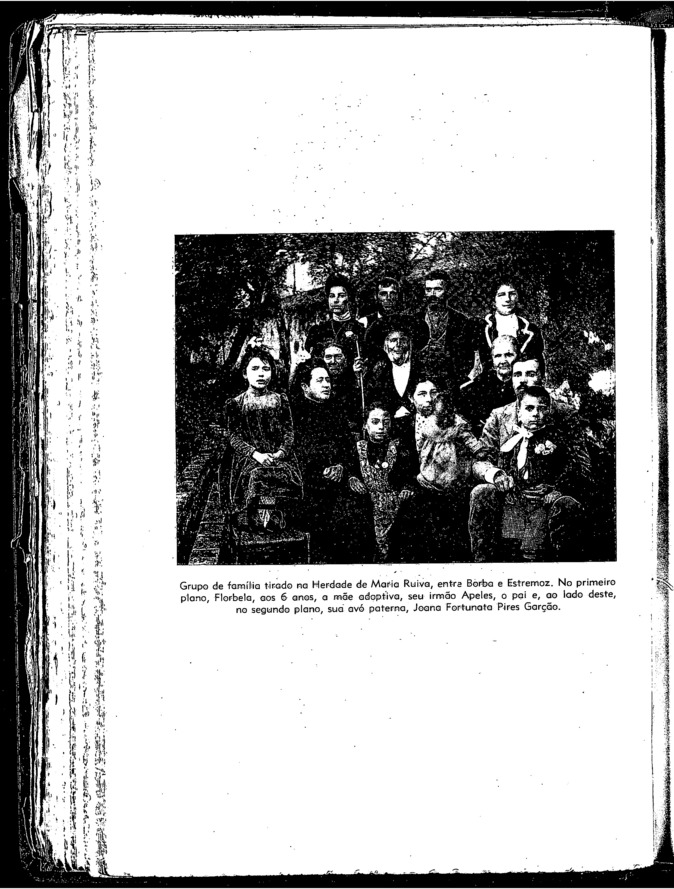 Grupo de família tirado na Herdade de Maria Ruiva, entre Borba e Estremoz. No primeiro
plano, Florbela, aos 6 anos, a mãe adoptiva, seu irmão Apeles, o pai e, ao lado deste,
no segundo plano, sua avó paterna, Joana Fortunata Pires Garção.